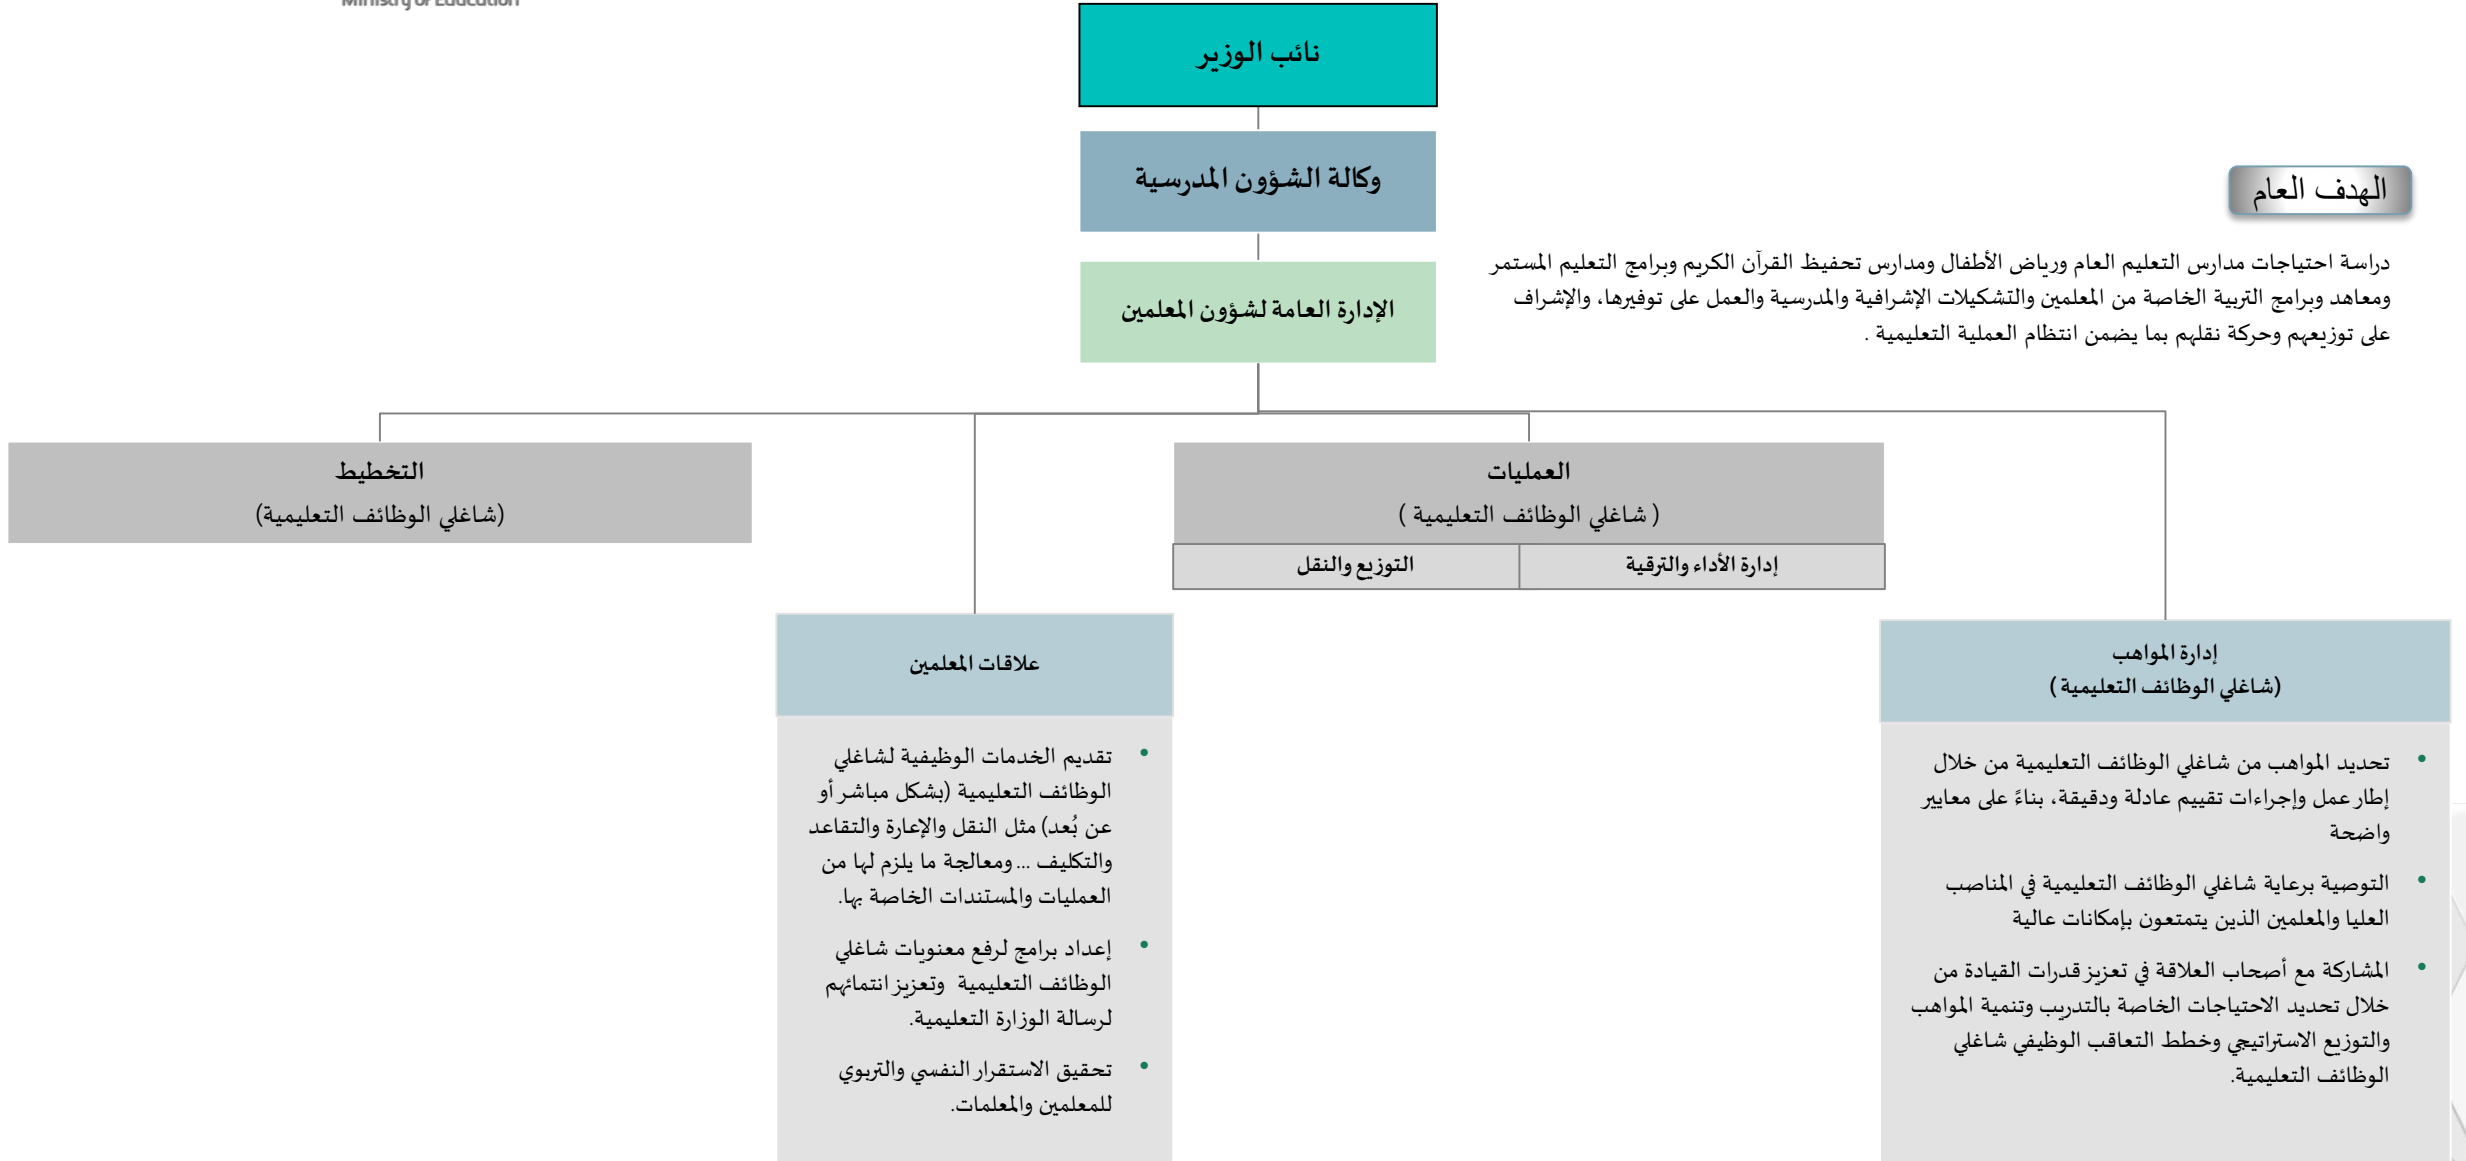 Ministry of Education
نائب الوزير
وكالة الشؤون المدرسية
الإدارة العامة لشؤون المعلمين
الهدف العام
دراسة احتياجات مدارس التعليم العام ورياض الأطفال ومدارس تحفيظ القرآن الكريم وبرامج التعليم المستمر
ومعاهد وبرامج التربية الخاصة من المعلمين والتشكيلات الإشرافية والمدرسية والعمل على توفيرها، والإشراف
على توزيعهم وحركة نقلهم بما يضمن انتظام العملية التعليمية .
العمليات
( شاغلي الوظائف التعليمية )
إدارة الأداء والترقية
التوزيع والنقل
التخطيط
(شاغلي الوظائف التعليمية)
إدارة المواهب
(شاغلي الوظائف التعليمية )
• تحديد المواهب من شاغلي الوظائف التعليمية من خلال
إطار عمل وإجراءات تقييم عادلة ودقيقة، بناءً على معايير
واضحة
• التوصية برعاية شاغلي الوظائف التعليمية في المناصب
العليا والمعلمين الذين يتمتعون بإمكانات عالية
• المشاركة مع أصحاب العلاقة في تعزيز قدرات القيادة من
خلال تحديد الاحتياجات الخاصة بالتدريب وتنمية المواهب
والتوزيع الاستراتيجي وخطط التعاقب الوظيفي شاغلي
الوظائف التعليمية.
علاقات المعلمين
• تقديم الخدمات الوظيفية لشاغلي
الوظائف التعليمية (بشكل مباشر أو
عن بُعد) مثل النقل والإعارة والتقاعد
والتكليف ... ومعالجة ما يلزم لها من
العمليات والمستندات الخاصة بها.
• إعداد برامج لرفع معنويات شاغلي
الوظائف التعليمية وتعزيز انتمائهم
لرسالة الوزارة التعليمية.
• تحقيق الاستقرار النفسي والتربوي
للمعلمين والمعلمات.